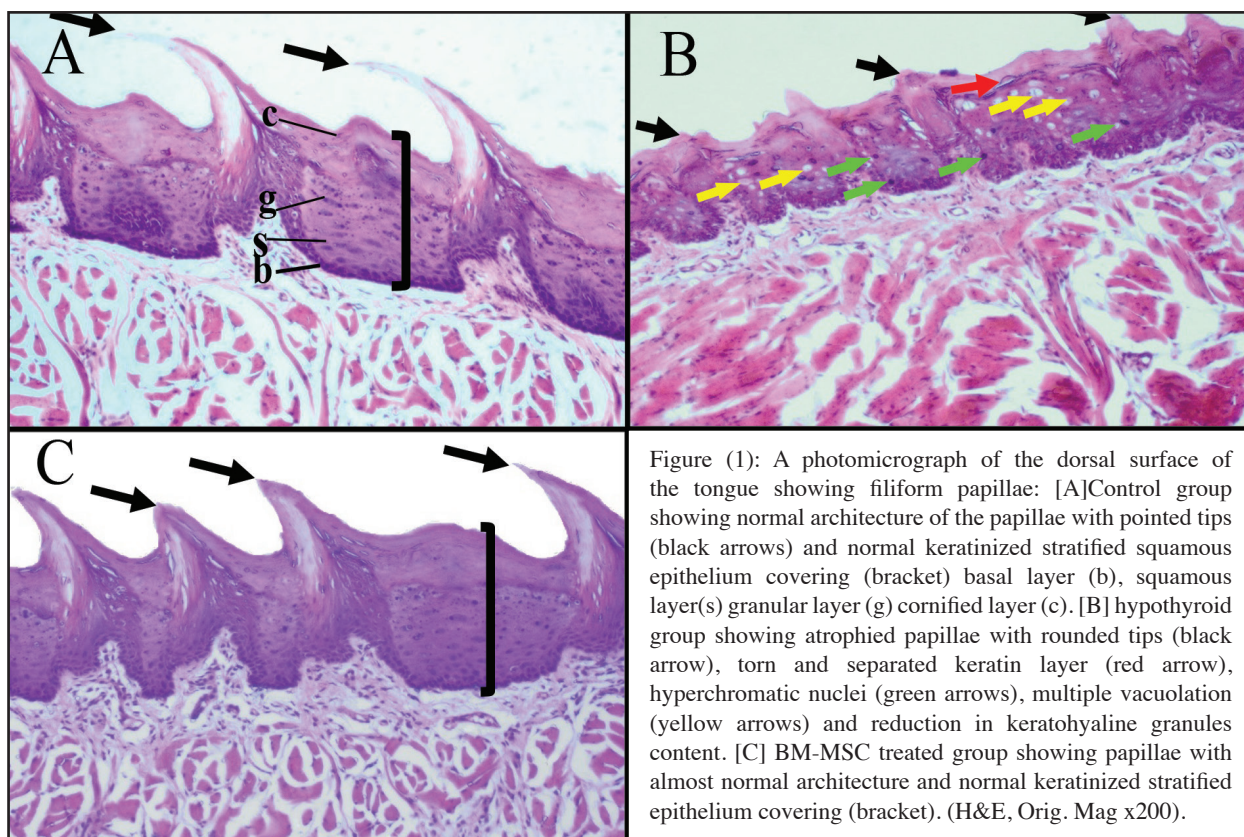 A
c
g
s
b
B
C
Figure (1): A photomicrograph of the dorsal surface of
the tongue showing filiform papillae: [A]Control group
showing normal architecture of the papillae with pointed tips
(black arrows) and normal keratinized stratified squamous
epithelium covering (bracket) basal layer (b), squamous
layer(s) granular layer (g) cornified layer (c). [B] hypothyroid
group showing atrophied papillae with rounded tips (black
arrow), torn and separated keratin layer (red arrow),
hyperchromatic nuclei (green arrows), multiple vacuolation
(yellow arrows) and reduction in keratohyaline granules
content. [C] BM-MSC treated group showing papillae with
almost normal architecture and normal keratinized stratified
epithelium covering (bracket). (H&E, Orig. Mag x200).